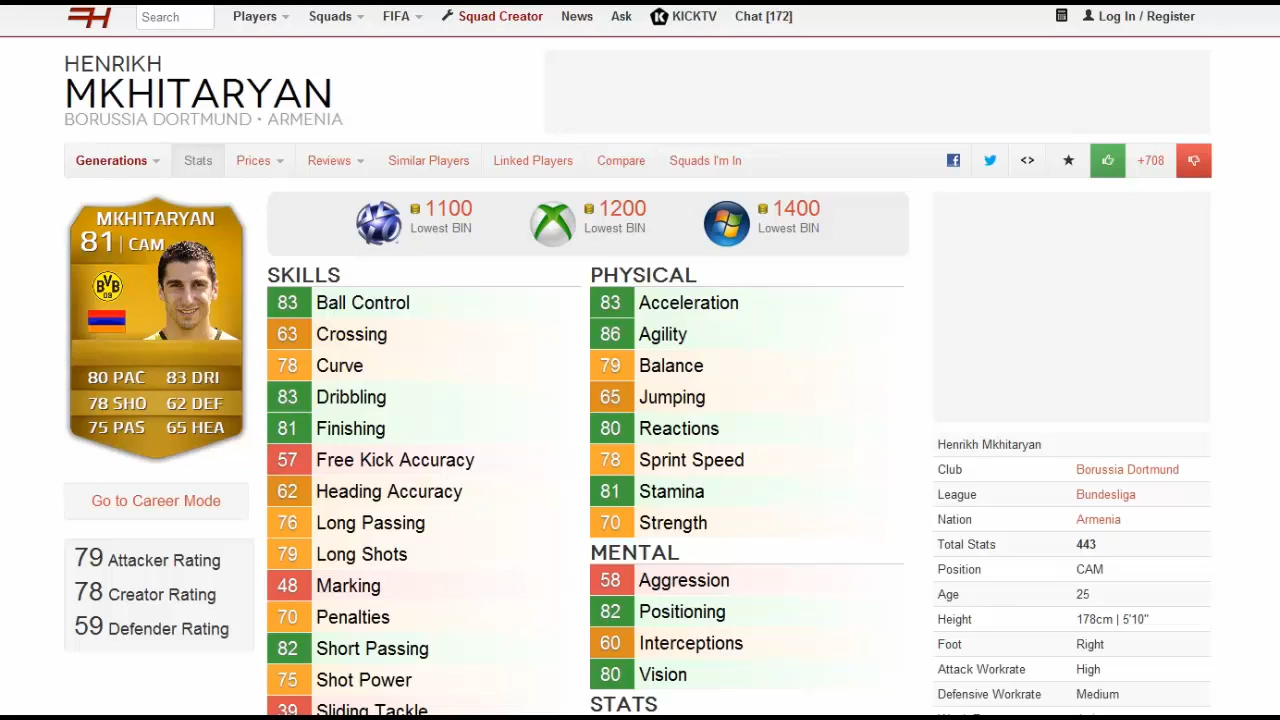 Search
Players
Squads
FIFA
Squad Creator
News
Ask
KICKTV
Chat [172]
Log In / Register
HENRIKH
MKHITARYAN
BORUSSIA DORTMUND • ARMENIA
Generations
Stats
Prices
Reviews
Similar Players
Linked Players
Compare
Squads I'm In
+708
MKHITARYAN
81 | CAM
BVB
09
80 PAC 83 DRI
78 SHO 62 DEF
75 PAS 65 HEA
Go to Career Mode
79 Attacker Rating
78 Creator Rating
59 Defender Rating
1100
Lowest BIN
1200
Lowest BIN
1400
Lowest BIN
SKILLS
83 Ball Control
63 Crossing
78 Curve
83 Dribbling
81 Finishing
57 Free Kick Accuracy
62 Heading Accuracy
76 Long Passing
79 Long Shots
48 Marking
70 Penalties
82 Short Passing
75 Shot Power
39 Sliding Tackle
PHYSICAL
83 Acceleration
86 Agility
79 Balance
65 Jumping
80 Reactions
78 Sprint Speed
81 Stamina
70 Strength
MENTAL
58 Aggression
82 Positioning
60 Interceptions
80 Vision
STATS
Henrikh Mkhitaryan
Club Borussia Dortmund
League Bundesliga
Nation Armenia
Total Stats 443
Position CAM
Age 25
Height 178cm | 5'10"
Foot Right
Attack Workrate High
Defensive Workrate Medium